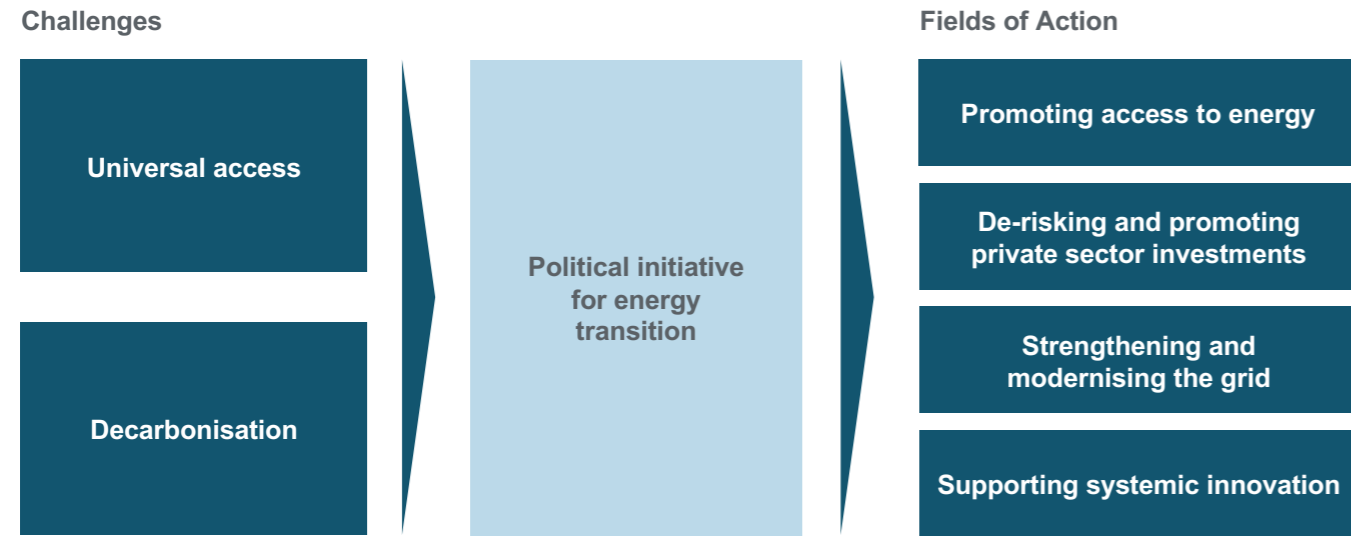 Challenges
Universal access
Decarbonisation
Political initiative
for energy
transition
Fields of Action
Promoting access to energy
De-risking and promoting
private sector investments
Strengthening and
modernising the grid
Supporting systemic innovation